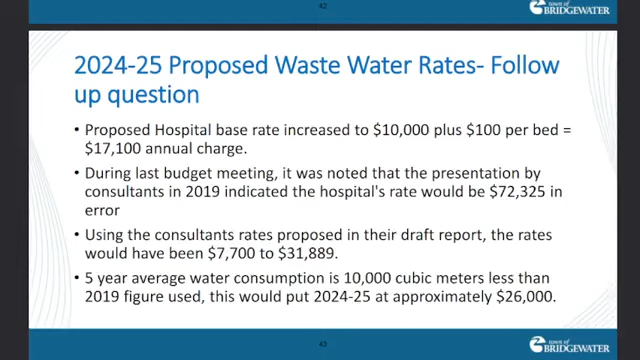 42
town of
BRIDGEWATER
2024-25 Proposed Waste Water Rates- Follow
up question
• Proposed Hospital base rate increased to $10,000 plus $100 per bed =
$17,100 annual charge.
• During last budget meeting, it was noted that the presentation by
consultants in 2019 indicated the hospital's rate would be $72,325 in
error
• Using the consultants rates proposed in their draft report, the rates
would have been $7,700 to $31,889.
• 5 year average water consumption is 10,000 cubic meters less than
2019 figure used, this would put 2024-25 at approximately $26,000.
43
town of
BRIDGEWATER